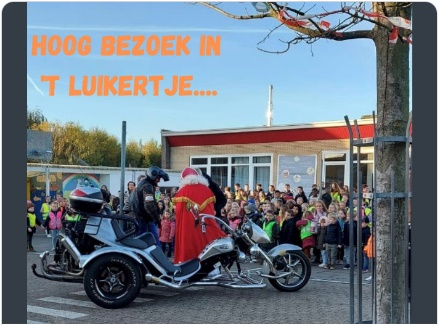 HOOG BEZOEK IN
'T LUIKERTJE....